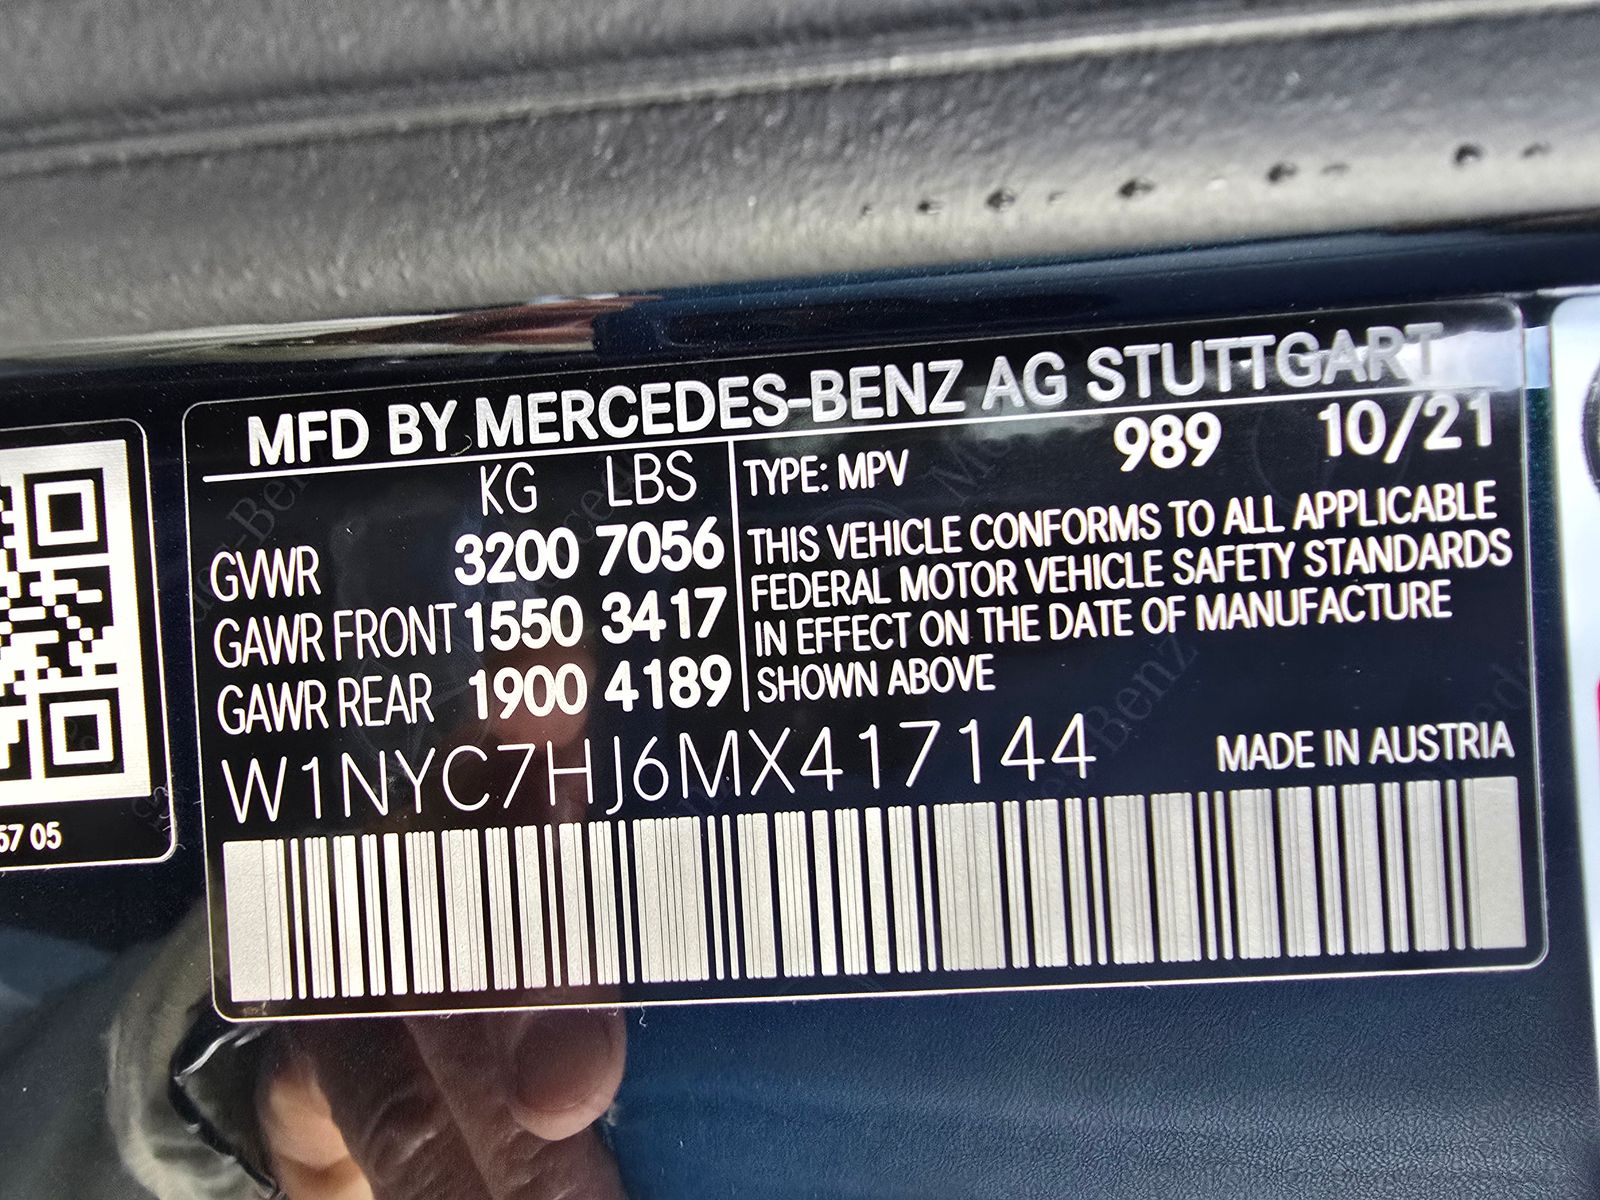 MFD BY MERCEDES-BENZ AG STUTTGART
KG LBS
GVWR 3200 7056
GAWR FRONT 1550 3417
GAWR REAR 1900 4189
TYPE: MPV 989 10/21
THIS VEHICLE CONFORMS TO ALL APPLICABLE
FEDERAL MOTOR VEHICLE SAFETY STANDARDS
IN EFFECT ON THE DATE OF MANUFACTURE
SHOWN ABOVE
W1NYC7HJ6MX417144
MADE IN AUSTRIA
57 05